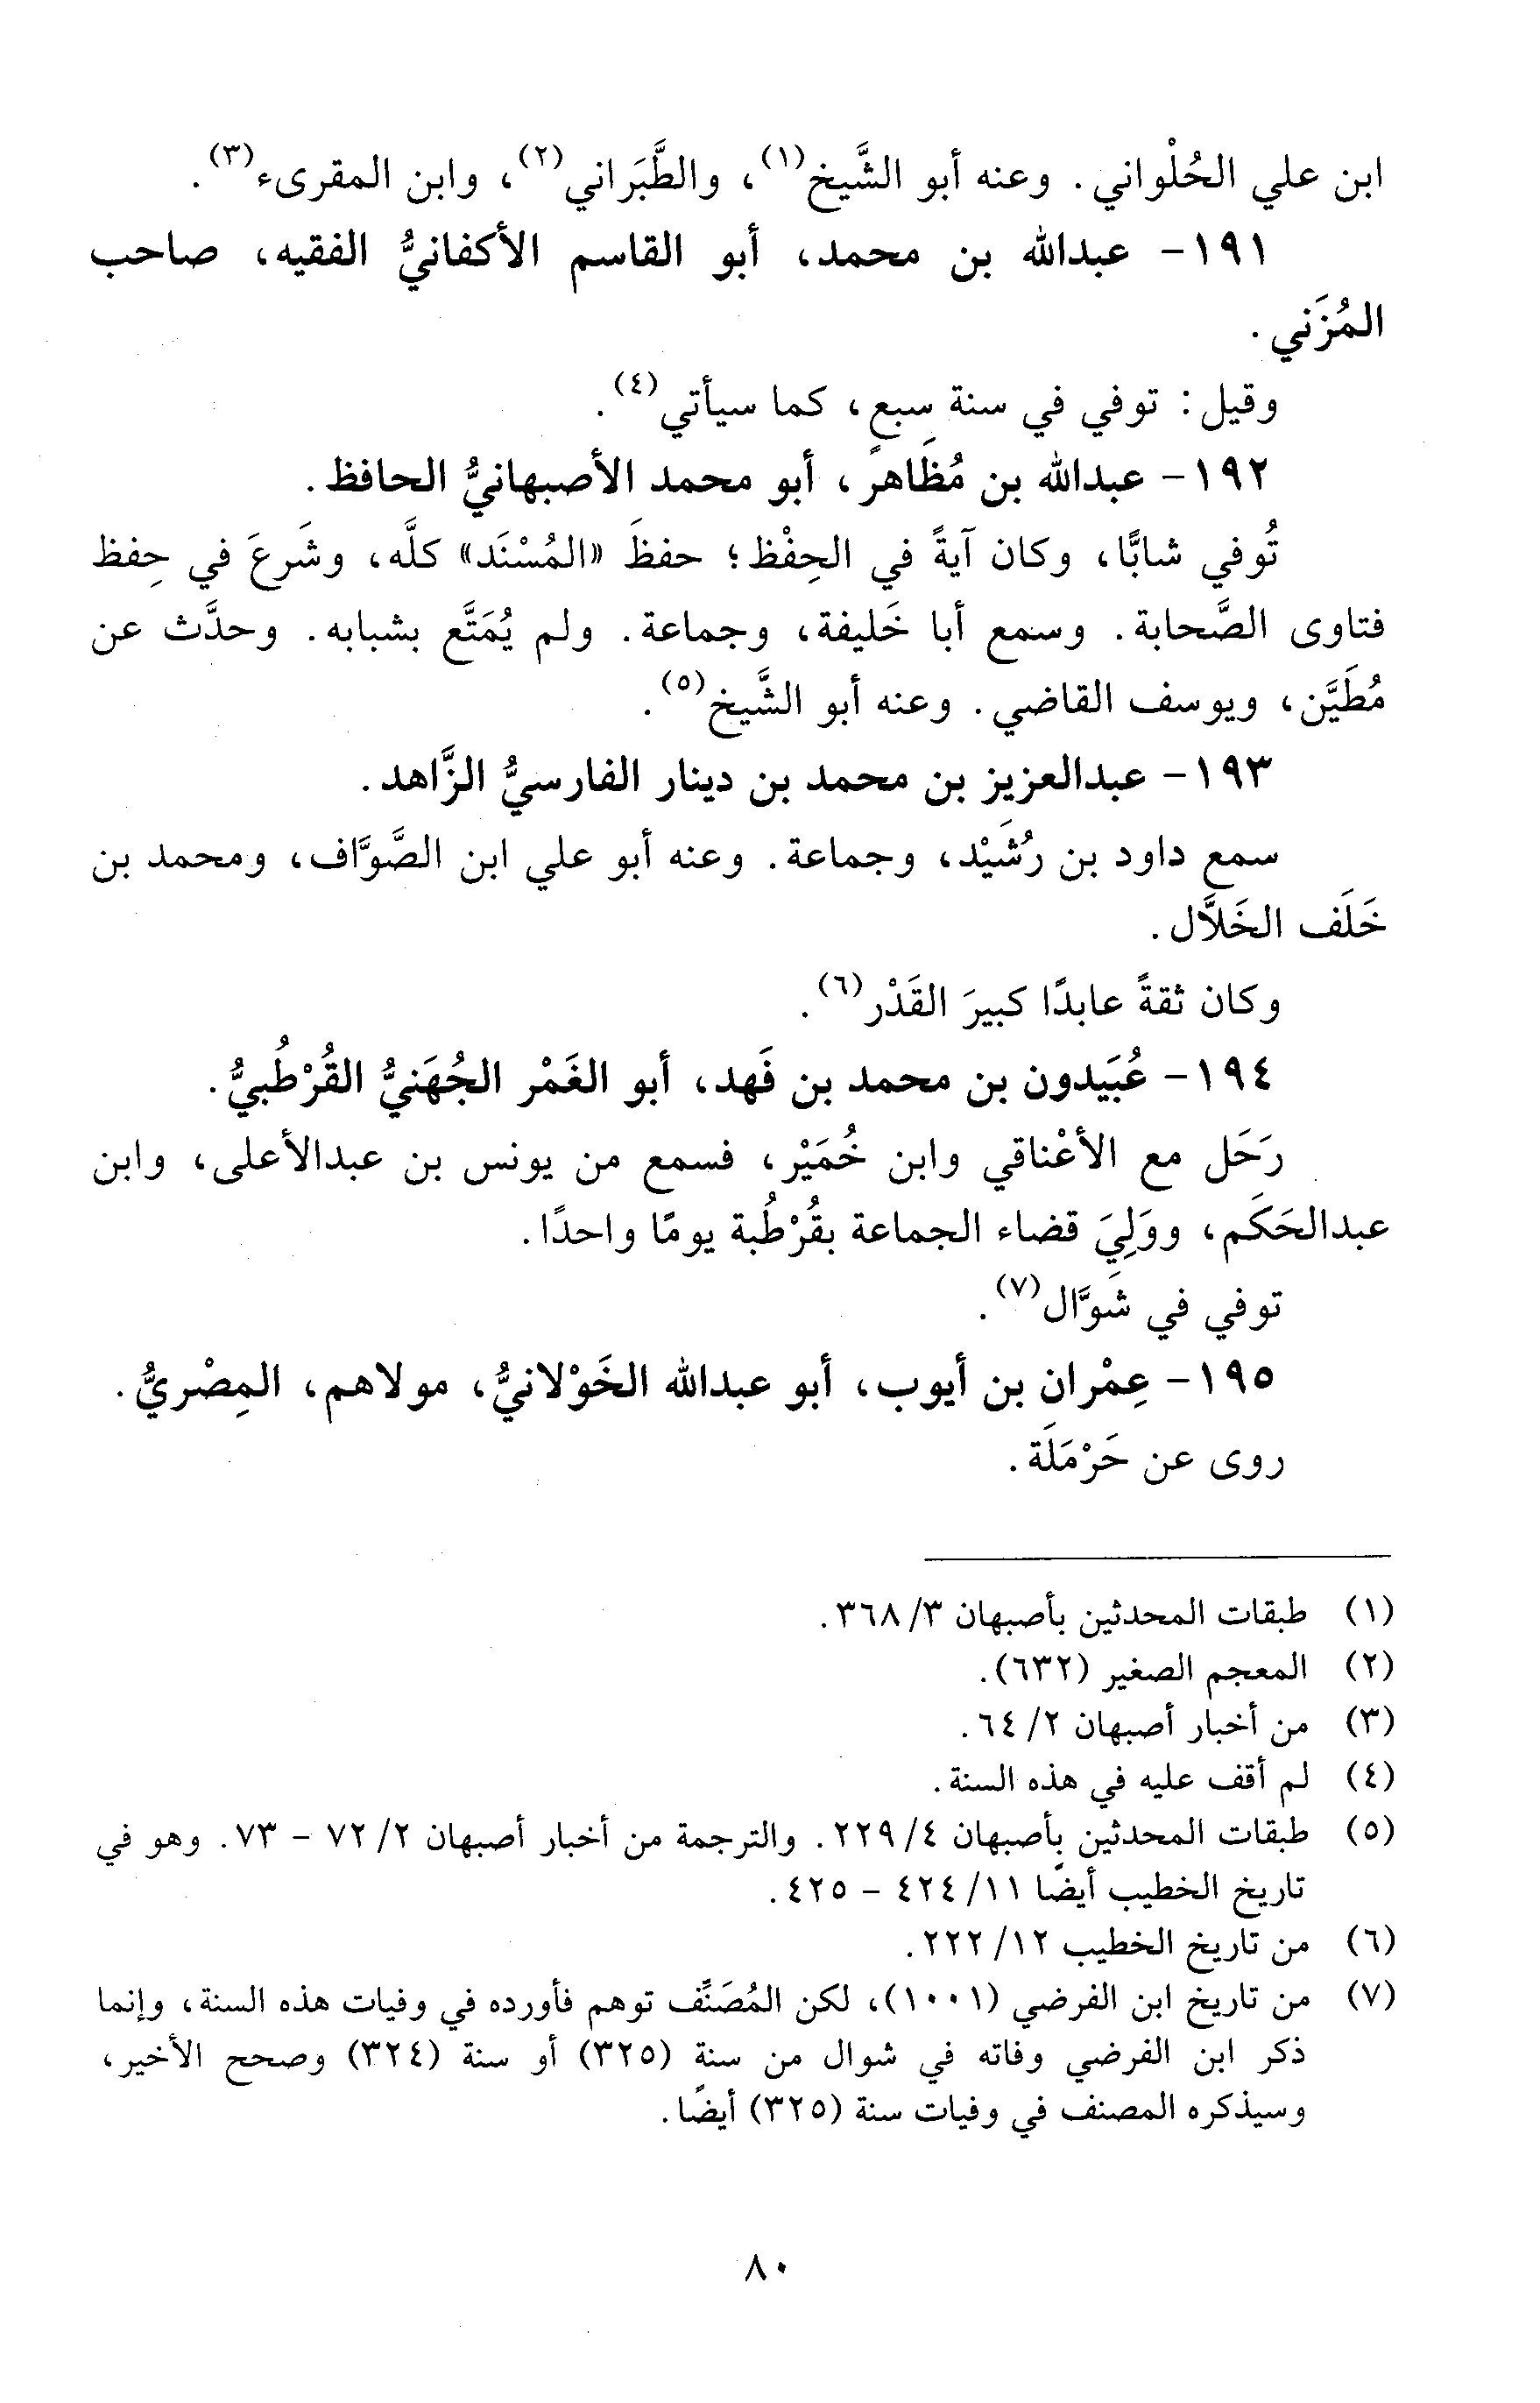 ابن علي الحُلْواني. وعنه أبو الشَّيخ(١)، والطَّبَراني(٢)، وابن المقرىء(٣).
١٩١- عبدالله بن محمد، أبو القاسم الأكفانيُّ الفقيه، صاحب
المُزَني.
وقيل: توفي في سنة سبع، كما سيأتي(٤).
١٩٢- عبدالله بن مُظَاهر، أبو محمد الأصبهانيُّ الحافظ.
تُوفي شابًّا، وكان آيةً في الحِفْظ؛ حفظَ «المُسْنَد» كلَّه، وشَرعَ في حِفظ
فتاوى الصَّحابة. وسمع أبا خَليفة، وجماعة. ولم يُمَتَّع بشبابه. وحدَّث عن
مُطَيَّن، ويوسف القاضي. وعنه أبو الشَّيخ(٥).
١٩٣- عبدالعزيز بن محمد بن دينار الفارسيُّ الزَّاهد.
سمع داود بن رُشَيْد، وجماعة. وعنه أبو علي ابن الصَّوَّاف، ومحمد بن
خَلَف الخَلاَّل.
وكان ثقةً عابدًا كبيرَ القَدْر(٦).
١٩٤- عُبَيدون بن محمد بن فَهد، أبو الغَمْر الجُهَنيُّ القُرْطُبيُّ.
رَحَل مع الأعْناقي وابن خُمَيْر، فسمع من يونس بن عبدالأعلى، وابن
عبدالحَكَم، ووَلِيَ قضاء الجماعة بقُرْطُبة يومًا واحدًا.
توفي في شَوَّال(٧).
١٩٥- عِمْران بن أيوب، أبو عبدالله الخَوْلانيُّ، مولاهم، المِصْريُّ.
روى عن حَرْمَلَة.
(١) طبقات المحدثين بأصبهان ٣/ ٣٦٨.
(٢) المعجم الصغير (٦٣٢).
(٣) من أخبار أصبهان ٢/ ٦٤.
(٤) لم أقف عليه في هذه السنة.
(٥) طبقات المحدثين بأصبهان ٤/ ٢٢٩. والترجمة من أخبار أصبهان ٢/ ٧٢ - ٧٣. وهو في
تاريخ الخطيب أيضًا ١١/ ٤٢٤ - ٤٢٥.
(٦) من تاريخ الخطيب ١٢/ ٢٢٢.
(٧) من تاريخ ابن الفرضي (١٠٠١)، لكن المُصَنِّف توهم فأورده في وفيات هذه السنة، وإنما
ذكر ابن الفرضي وفاته في شوال من سنة (٣٢٥) أو سنة (٣٢٤) وصحح الأخير،
وسيذكره المصنف في وفيات سنة (٣٢٥) أيضًا.
٨٠